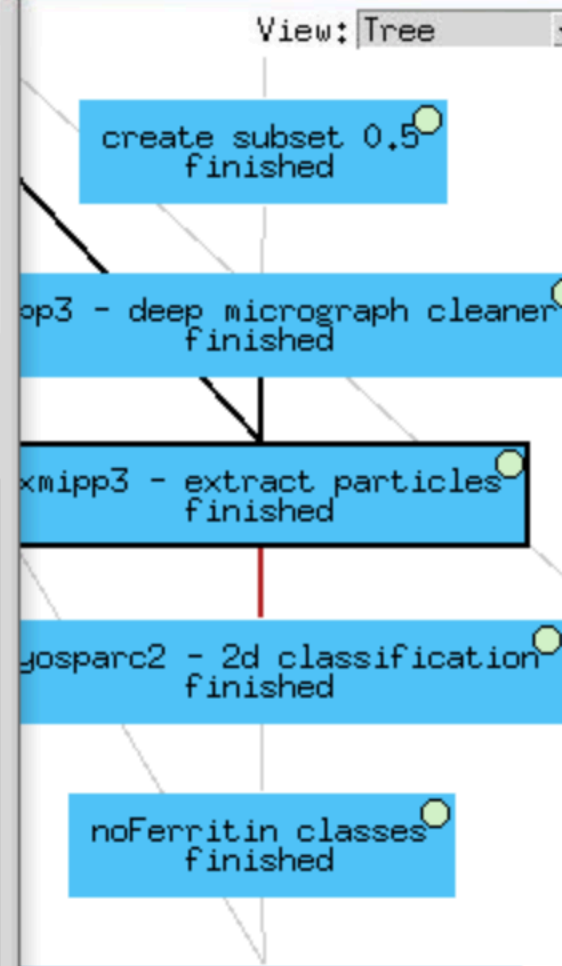 View: Tree
create subset 0.5
finished
pp3 - deep micrograph cleaner
finished
xmipp3 - extract particles
finished
yosparc2 - 2d classification
finished
noFerritin classes
finished